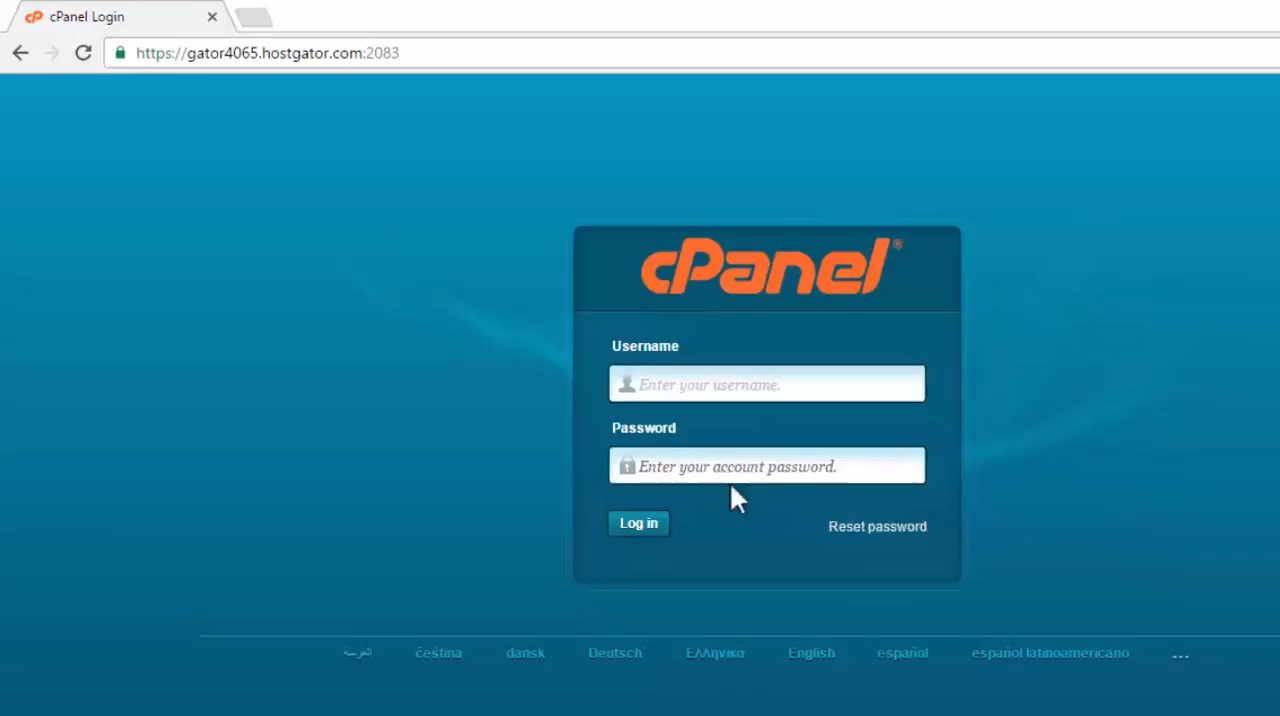 cPanel Login
https://gator4065.hostgator.com:2083
cPanel®
Username
Enter your username.
Password
Enter your account password.
Log in
Reset password
العربية čeština dansk Deutsch Ελληνικά English español español latinoamericano ...